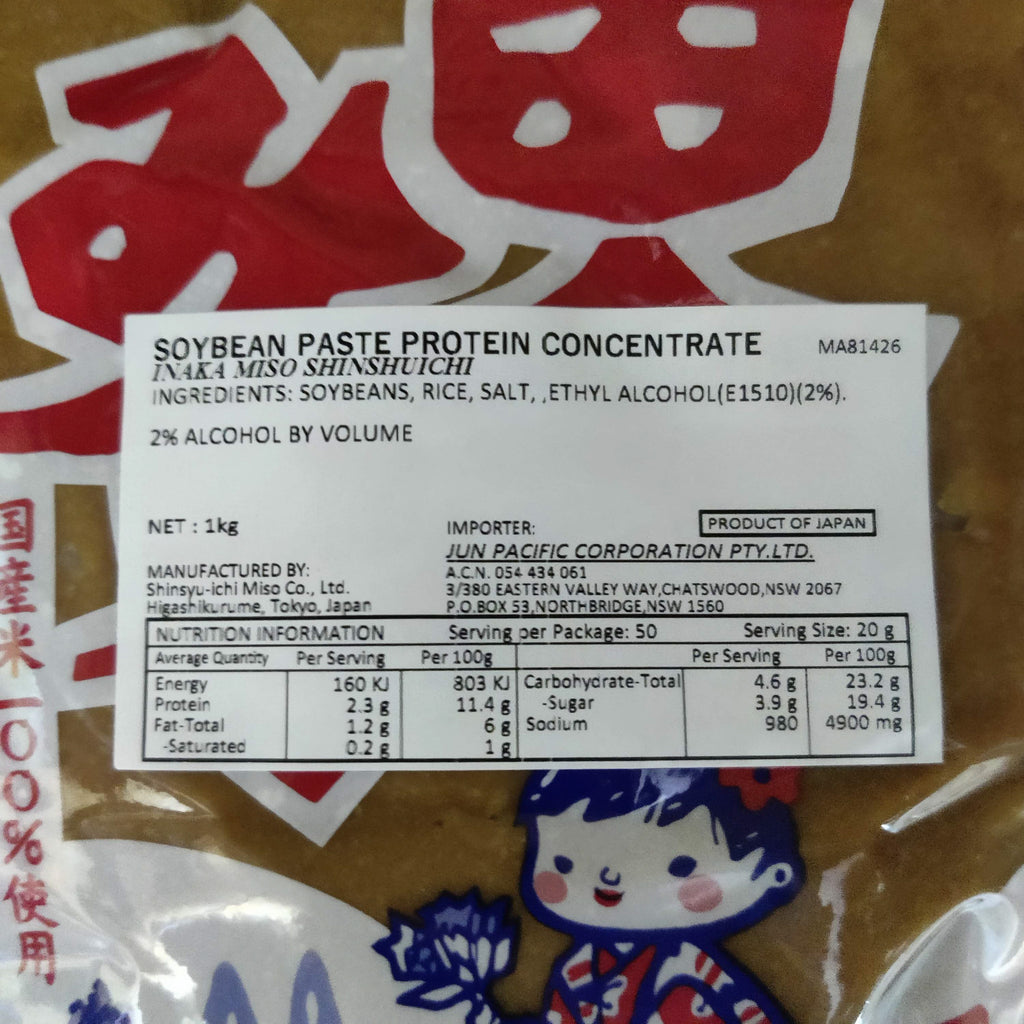 み
SOYBEAN PASTE PROTEIN CONCENTRATE
MA81426
INAKA MISO SHINSHUICHI
INGREDIENTS: SOYBEANS, RICE, SALT, ,ETHYL ALCOHOL(E1510)(2%).
2% ALCOHOL BY VOLUME
NET : 1kg
IMPORTER:
PRODUCT OF JAPAN
JUN PACIFIC CORPORATION PTY.LTD.
MANUFACTURED BY:
A.C.N. 054 434 061
Shinsyu-ichi Miso Co., Ltd.
3/380 EASTERN VALLEY WAY,CHATSWOOD,NSW 2067
Higashikurume, Tokyo, Japan
P.O.BOX 53,NORTHBRIDGE,NSW 1560
NUTRITION INFORMATION Serving per Package: 50 Serving Size: 20 g
Average Quantity Per Serving Per 100g Per Serving Per 100g
Energy 160 KJ 803 KJ Carbohydrate-Total 4.6 g 23.2 g
Protein 2.3 g 11.4 g -Sugar 3.9 g 19.4 g
Fat-Total 1.2 g 6 g Sodium 980 4900 mg
-Saturated 0.2 g 1 g
国産米一〇〇%使用